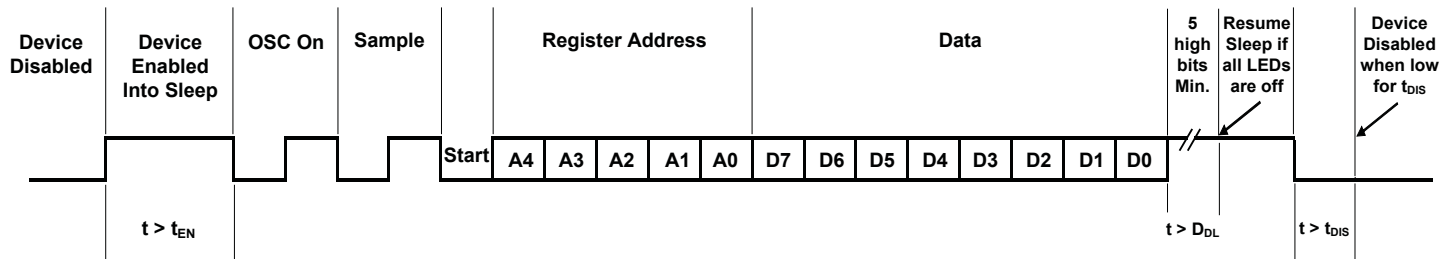 Device
Disabled
Device
Enabled
Into Sleep
OSC On
Sample
Register Address
Data
5
high
bits
Min.
Resume
Sleep if
all LEDs
are off
Device
Disabled
when low
for tDIS
Start
A4 A3 A2 A1 A0 D7 D6 D5 D4 D3 D2 D1 D0
t > tEN
t > DDL
t > tDIS